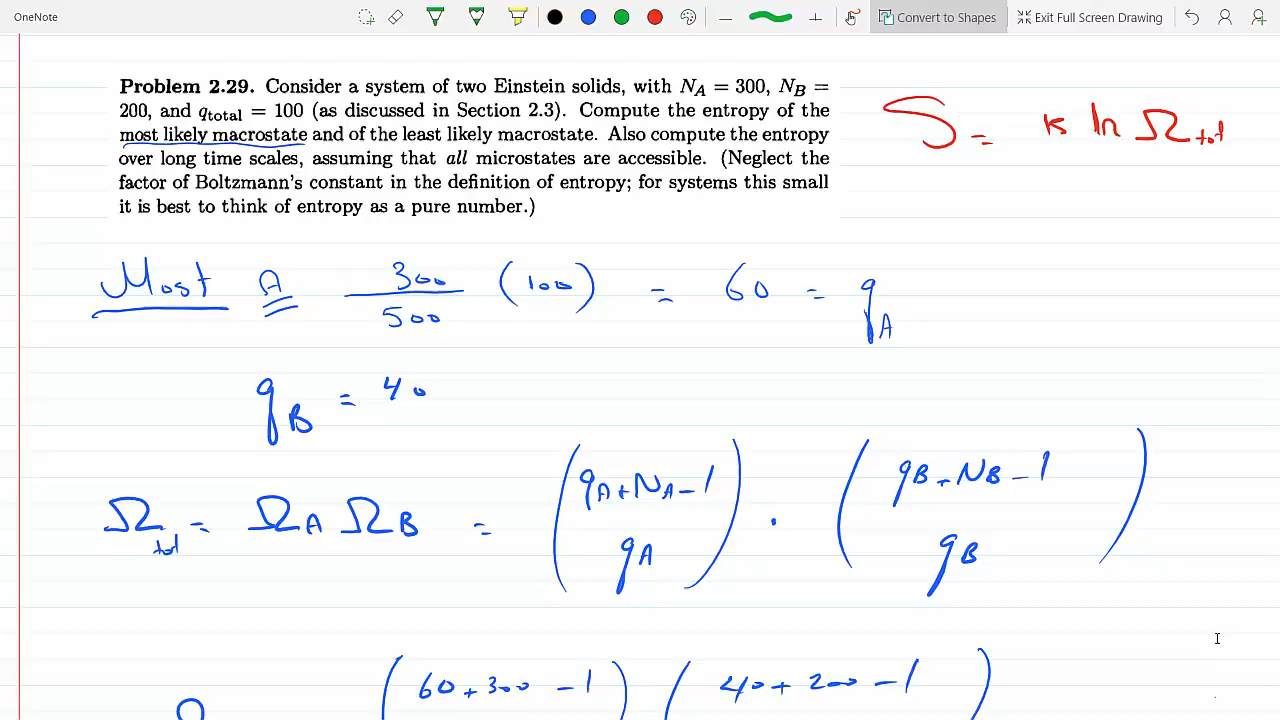 OneNote
Convert to Shapes
Exit Full Screen Drawing
Problem 2.29. Consider a system of two Einstein solids, with N_A = 300, N_B =
200, and q_total = 100 (as discussed in Section 2.3). Compute the entropy of the
most likely macrostate and of the least likely macrostate. Also compute the entropy
over long time scales, assuming that all microstates are accessible. (Neglect the
factor of Boltzmann's constant in the definition of entropy; for systems this small
it is best to think of entropy as a pure number.)
S = k ln Ω_tot
Most A 300/500 (100) = 60 = q_A
q_B = 40
Ω_tot = Ω_A Ω_B = (q_A + N_A - 1 / q_A) · (q_B + N_B - 1 / q_B)
(60 + 300 - 1) (40 + 200 - 1)